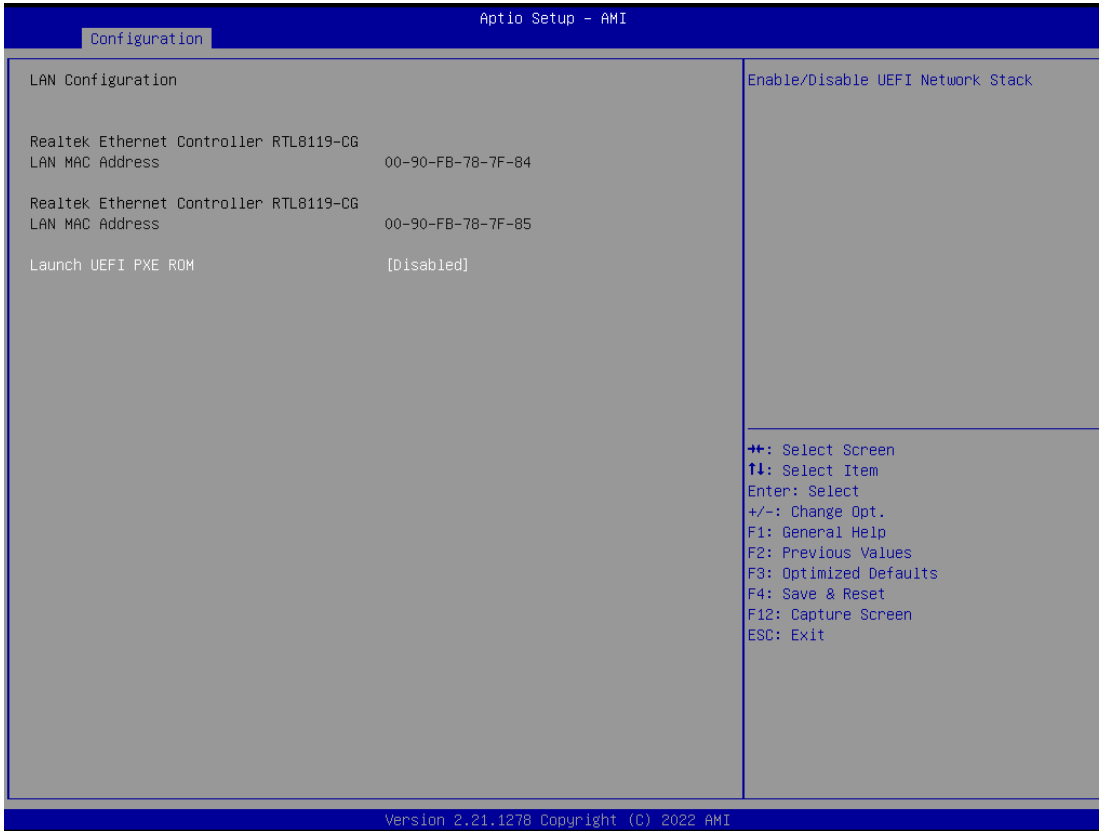 Aptio Setup - AMI
Configuration
LAN Configuration
Realtek Ethernet Controller RTL8119-CG
LAN MAC Address 00-90-FB-78-7F-84
Realtek Ethernet Controller RTL8119-CG
LAN MAC Address 00-90-FB-78-7F-85
Launch UEFI PXE ROM [Disabled]
Enable/Disable UEFI Network Stack
→←: Select Screen
↑↓: Select Item
Enter: Select
+/-: Change Opt.
F1: General Help
F2: Previous Values
F3: Optimized Defaults
F4: Save & Reset
F12: Capture Screen
ESC: Exit
Version 2.21.1278 Copyright (C) 2022 AMI